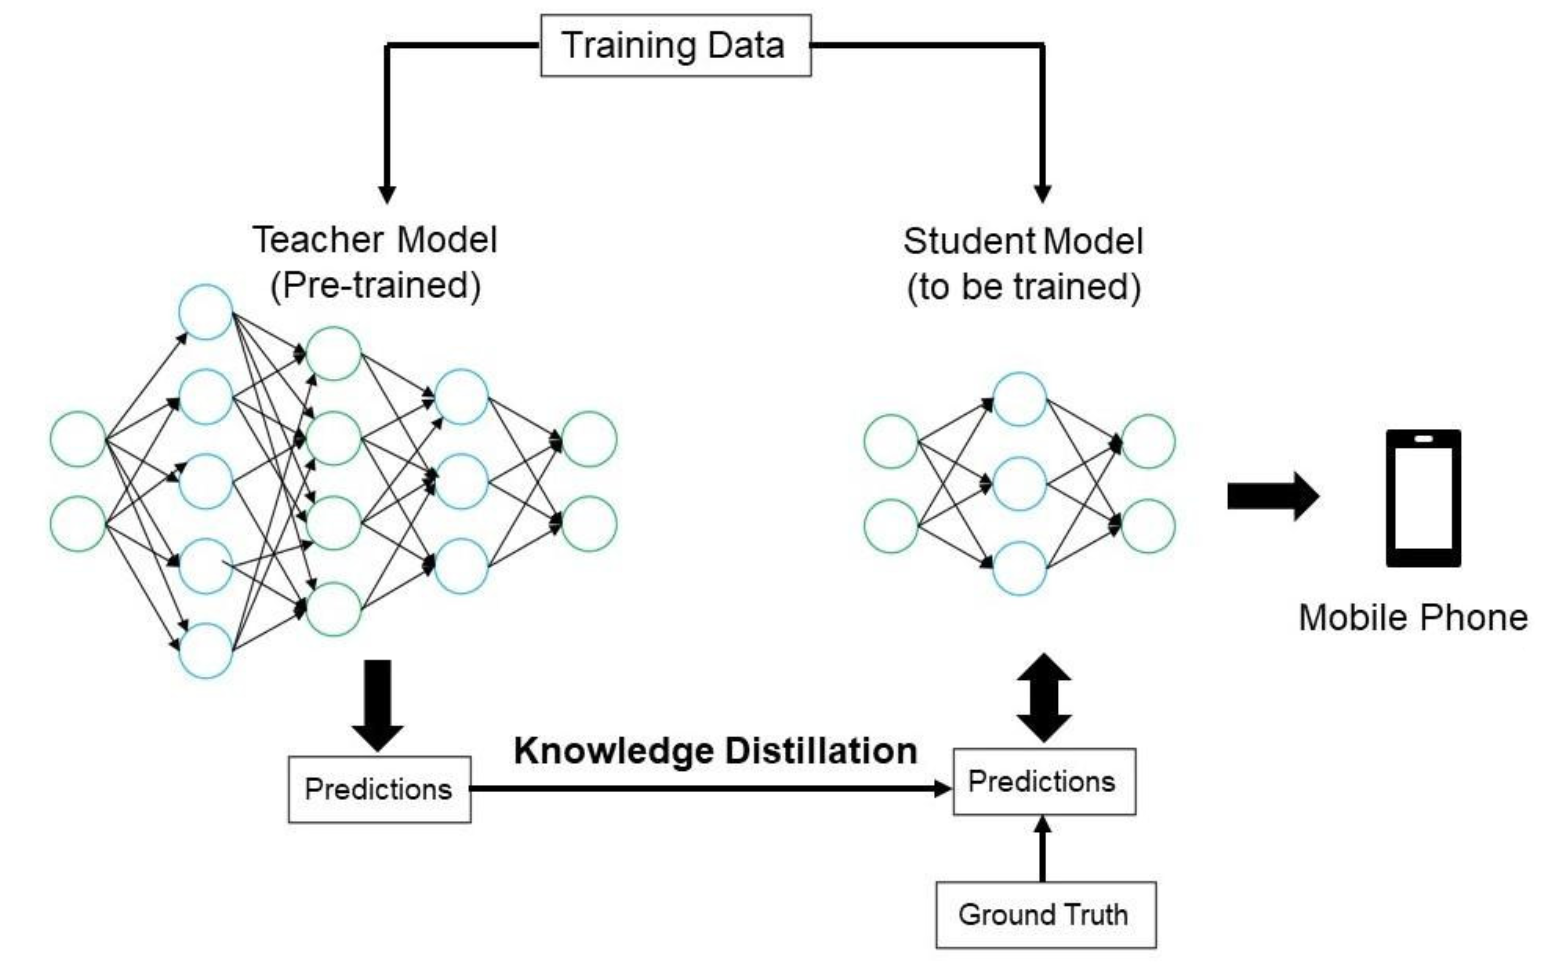 Training Data
Teacher Model
(Pre-trained)
Student Model
(to be trained)
Mobile Phone
Knowledge Distillation
Predictions
Predictions
Ground Truth